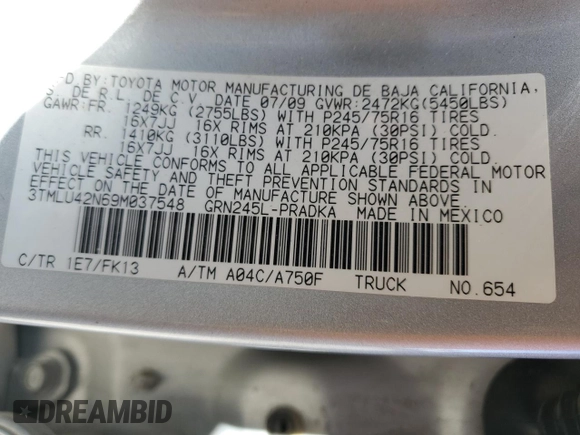 D BY:TOYOTA MOTOR MANUFACTURING DE BAJA CALIFORNIA,
S. DE R.L. DE C.V. DATE 07/09 GVWR:2472KG(5450LBS)
GAWR:FR. 1249KG (2755LBS) WITH P245/75R16 TIRES
16X7JJ 16X RIMS AT 210KPA (30PSI) COLD.
RR. 1410KG (3110LBS) WITH P245/75R16 TIRES
16X7JJ 16X RIMS AT 210KPA (30PSI) COLD.
THIS VEHICLE CONFORMS TO ALL APPLICABLE FEDERAL MOTOR
VEHICLE SAFETY AND THEFT PREVENTION STANDARDS IN
EFFECT ON THE DATE OF MANUFACTURE SHOWN ABOVE.
3TMLU42N69M037548 GRN245L-PRADKA MADE IN MEXICO
C/TR 1E7/FK13 A/TM A04C/A750F TRUCK NO.654
DREAMBID